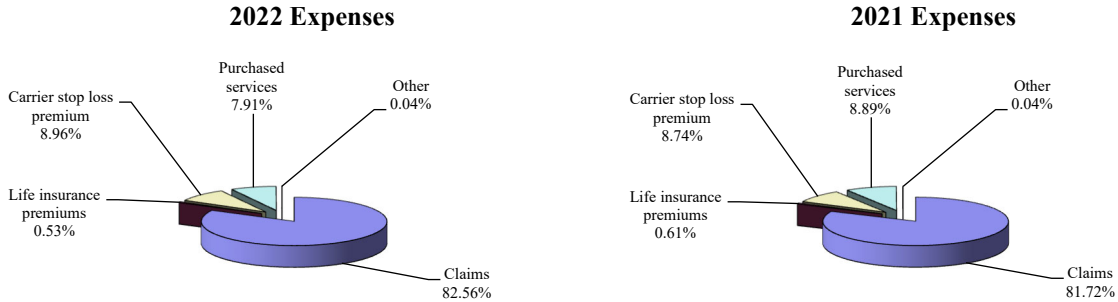 2022 Expenses
Purchased
services
7.91%
Other
0.04%
Carrier stop loss
premium
8.96%
Life insurance
premiums
0.53%
Claims
82.56%
2021 Expenses
Purchased
services
8.89%
Other
0.04%
Carrier stop loss
premium
8.74%
Life insurance
premiums
0.61%
Claims
81.72%